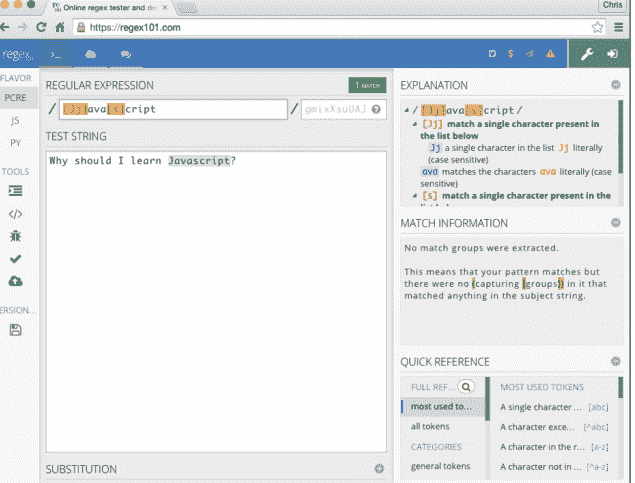 Chris
Online regex tester and de
https://regex101.com
regex
FLAVOR
PCRE
JS
PY
TOOLS
ERSION...
REGULAR EXPRESSION
1 MATCH
/ [Jj]ava[s]cript / gmixXsuUAJ
TEST STRING
Why should I learn Javascript?
SUBSTITUTION
EXPLANATION
/[Jj]ava[s]cript/
[Jj] match a single character present in
the list below
Jj a single character in the list Jj literally
(case sensitive)
ava matches the characters ava literally (case
sensitive)
[s] match a single character present in the
MATCH INFORMATION
No match groups were extracted.
This means that your pattern matches but
there were no (capturing (groups)) in it that
matched anything in the subject string.
QUICK REFERENCE
FULL REF...
most used to...
all tokens
CATEGORIES
general tokens
MOST USED TOKENS
A single character ... [abc]
A character exce... [^abc]
A character in the r... [a-z]
A character not in ... [^a-z]